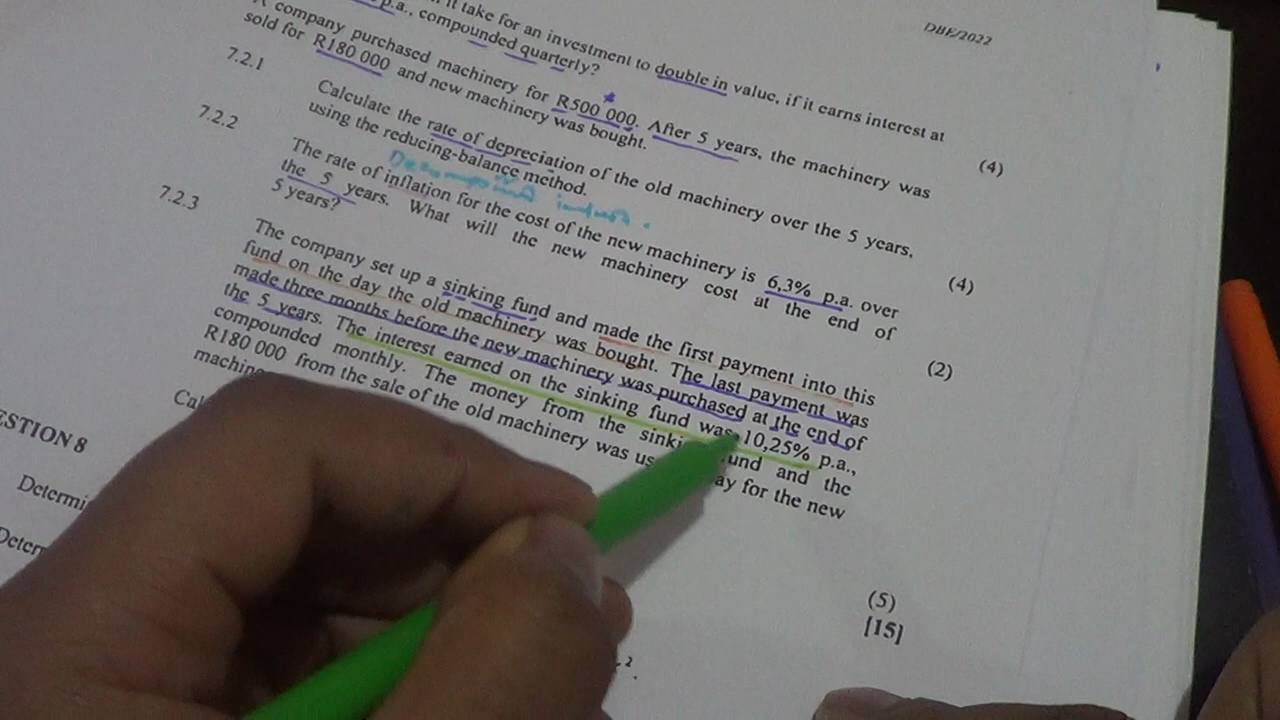 DBE/2022
it take for an investment to double in value, if it earns interest at
p.a., compounded quarterly?
(4)
company purchased machinery for R500 000. After 5 years, the machinery was
sold for R180 000 and new machinery was bought.
7.2.1 Calculate the rate of depreciation of the old machinery over the 5 years,
using the reducing-balance method.
(4)
7.2.2 The rate of inflation for the cost of the new machinery is 6,3% p.a. over
the 5 years. What will the new machinery cost at the end of
5 years?
(2)
7.2.3 The company set up a sinking fund and made the first payment into this
fund on the day the old machinery was bought. The last payment was
made three months before the new machinery was purchased at the end of
the 5 years. The interest earned on the sinking fund was 10,25% p.a.,
compounded monthly. The money from the and the
R180 000 from the sale of the old machinery was for the new
(5)
[15]
ESTION 8